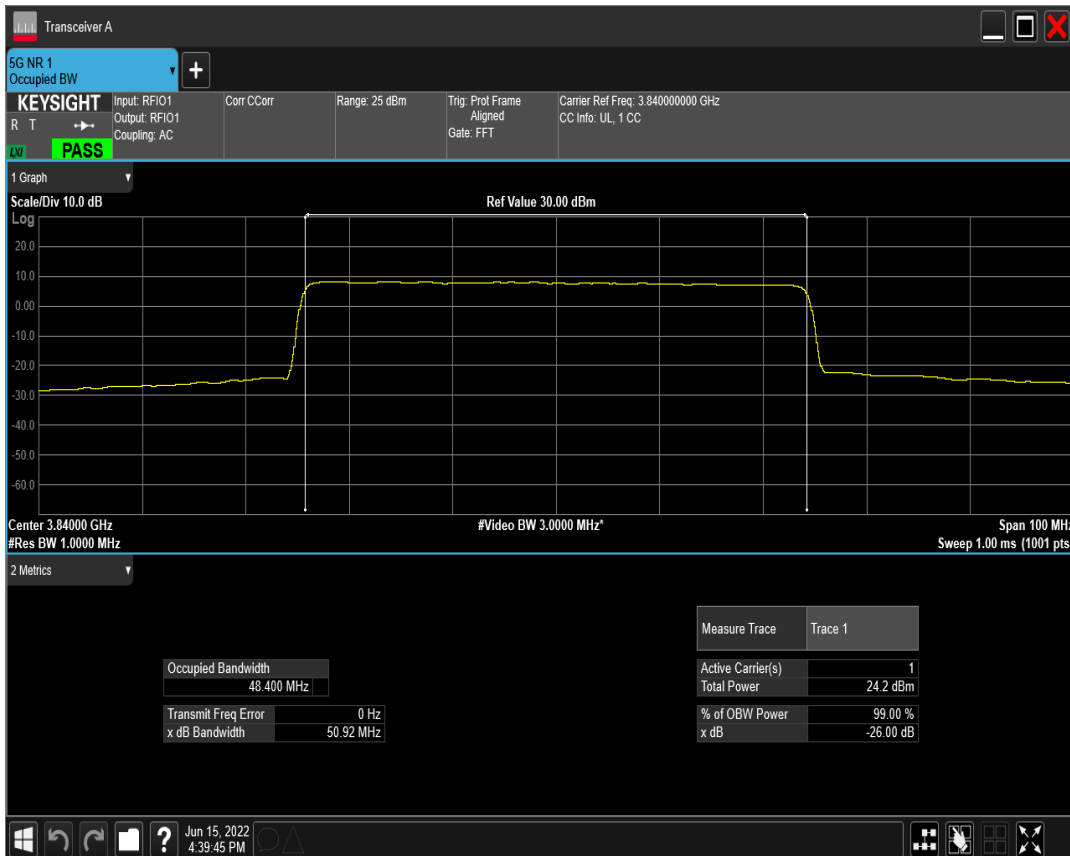 Transceiver A
5G NR 1
Occupied BW
+
KEYSIGHT
R T
LXI
PASS
Input: RFIO1
Output: RFIO1
Coupling: AC
Corr CCorr
Range: 25 dBm
Trig: Prot Frame
Aligned
Gate: FFT
Carrier Ref Freq: 3.840000000 GHz
CC Info: UL, 1 CC
1 Graph
Scale/Div 10.0 dB
Ref Value 30.00 dBm
Log
20.0
10.0
0.00
-10.0
-20.0
-30.0
-40.0
-50.0
-60.0
Center 3.84000 GHz
#Video BW 3.0000 MHz*
Span 100 MHz
#Res BW 1.0000 MHz
Sweep 1.00 ms (1001 pts
2 Metrics
Measure Trace Trace 1
Occupied Bandwidth
48.400 MHz
Active Carrier(s) 1
Total Power 24.2 dBm
Transmit Freq Error 0 Hz
x dB Bandwidth 50.92 MHz
% of OBW Power 99.00 %
x dB -26.00 dB
?
Jun 15, 2022
4:39:45 PM